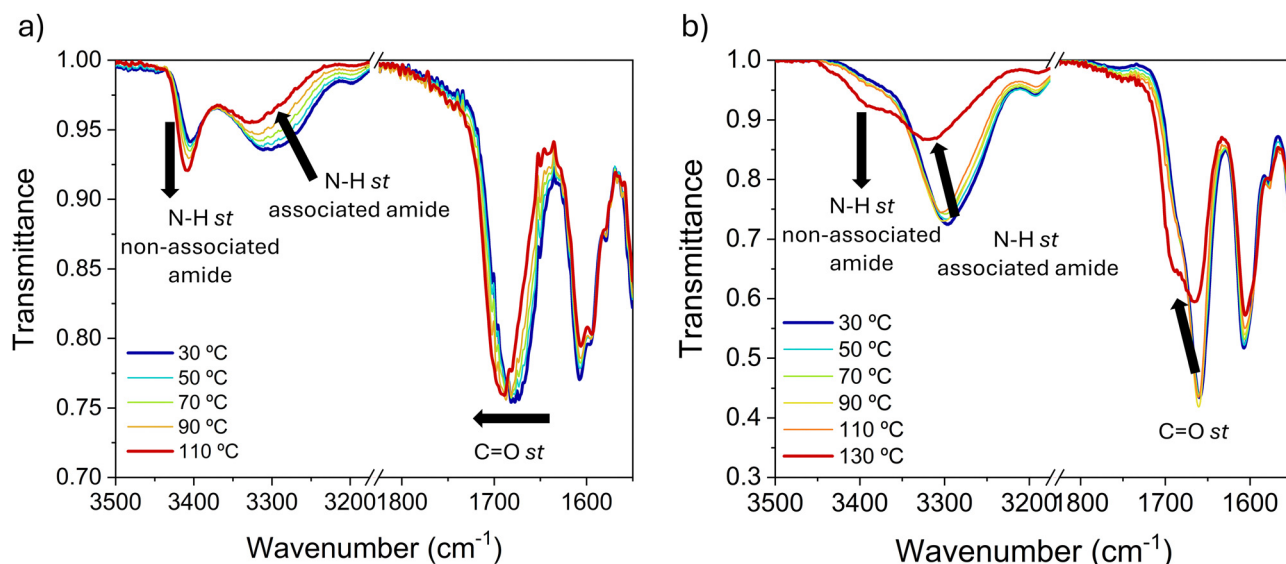 a)
1.00
0.95
0.90
0.85
0.80
0.75
0.70
Transmittance
N-H st
non-associated
amide
N-H st
associated amide
30 ºC
50 ºC
70 ºC
90 ºC
110 ºC
C=O st
3500 3400 3300 3200 1800 1700 1600
Wavenumber (cm-1)
b)
1.0
0.9
0.8
0.7
0.6
0.5
0.4
0.3
Transmittance
N-H st
non-associated
amide
N-H st
associated amide
30 ºC
50 ºC
70 ºC
90 ºC
110 ºC
130 ºC
C=O st
3500 3400 3300 3200 1800 1700 1600
Wavenumber (cm-1)